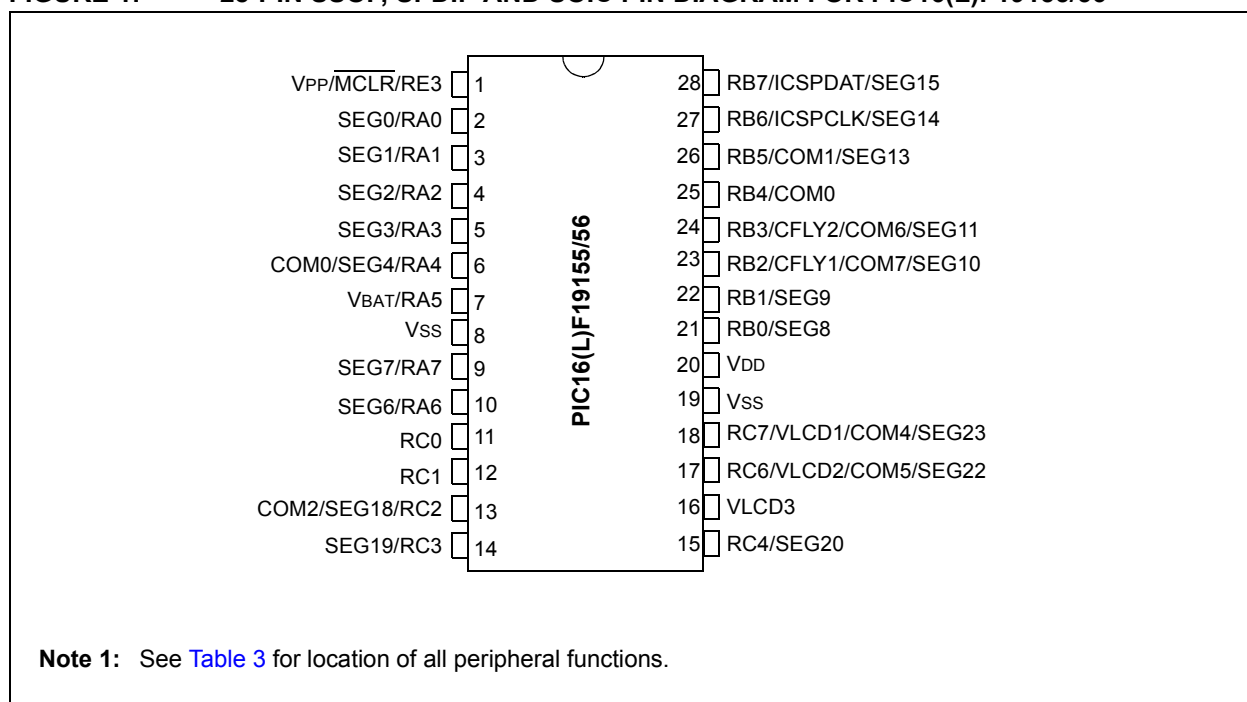 VPP/MCLR/RE3 1
SEG0/RA0 2
SEG1/RA1 3
SEG2/RA2 4
SEG3/RA3 5
COM0/SEG4/RA4 6
VBAT/RA5 7
VSS 8
SEG7/RA7 9
SEG6/RA6 10
RC0 11
RC1 12
COM2/SEG18/RC2 13
SEG19/RC3 14
PIC16(L)F19155/56
28 RB7/ICSPDAT/SEG15
27 RB6/ICSPCLK/SEG14
26 RB5/COM1/SEG13
25 RB4/COM0
24 RB3/CFLY2/COM6/SEG11
23 RB2/CFLY1/COM7/SEG10
22 RB1/SEG9
21 RB0/SEG8
20 VDD
19 VSS
18 RC7/VLCD1/COM4/SEG23
17 RC6/VLCD2/COM5/SEG22
16 VLCD3
15 RC4/SEG20
Note 1: See Table 3 for location of all peripheral functions.